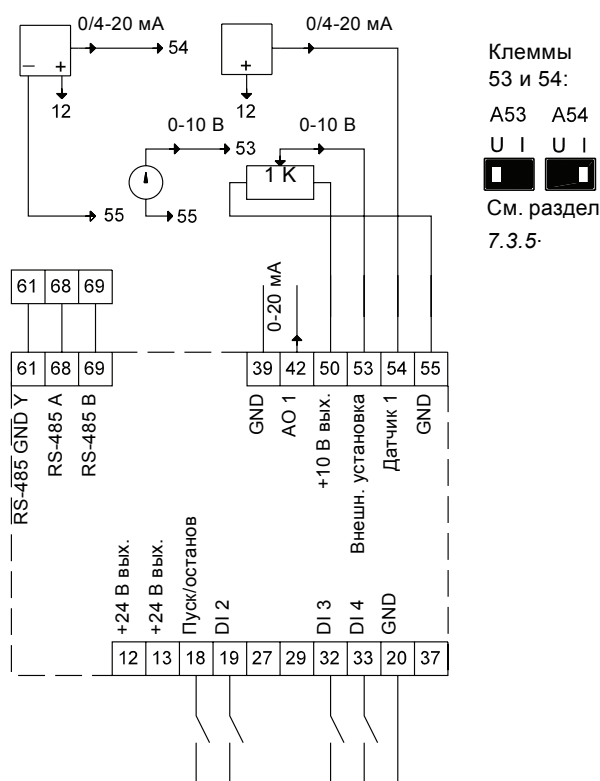 0/4-20 мА
0/4-20 мА
54
– +
+
12
12
0-10 В
0-10 В
53
1 K
55
55
Клеммы
53 и 54:
A53 A54
U I U I
См. раздел
7.3.5.
61 68 69
0-20 мА
61 68 69
39 42 50 53 54 55
RS-485 GND Y
RS-485 A
RS-485 B
GND
AO 1
+10 В вых.
Внешн. установка
Датчик 1
GND
+24 В вых.
+24 В вых.
Пуск/останов
DI 2
DI 3
DI 4
GND
12 13 18 19 27 29 32 33 20 37